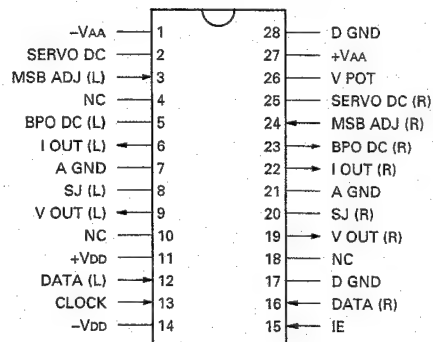 -VAA 1 28 D GND
SERVO DC 2 27 +VAA
MSB ADJ (L) 3 26 V POT
NC 4 25 SERVO DC (R)
BPO DC (L) 5 24 MSB ADJ (R)
I OUT (L) 6 23 BPO DC (R)
A GND 7 22 I OUT (R)
SJ (L) 8 21 A GND
V OUT (L) 9 20 SJ (R)
NC 10 19 V OUT (R)
+VDD 11 18 NC
DATA (L) 12 17 D GND
CLOCK 13 16 DATA (R)
-VDD 14 15 IE